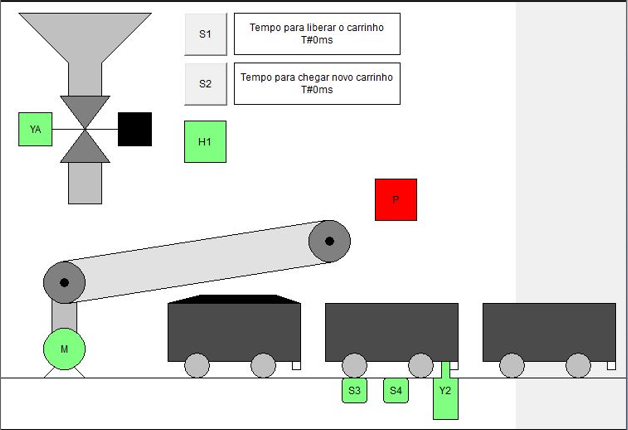 S1
Tempo para liberar o carrinho
T#0ms
S2
Tempo para chegar novo carrinho
T#0ms
YA
H1
P
M
S3
S4
Y2